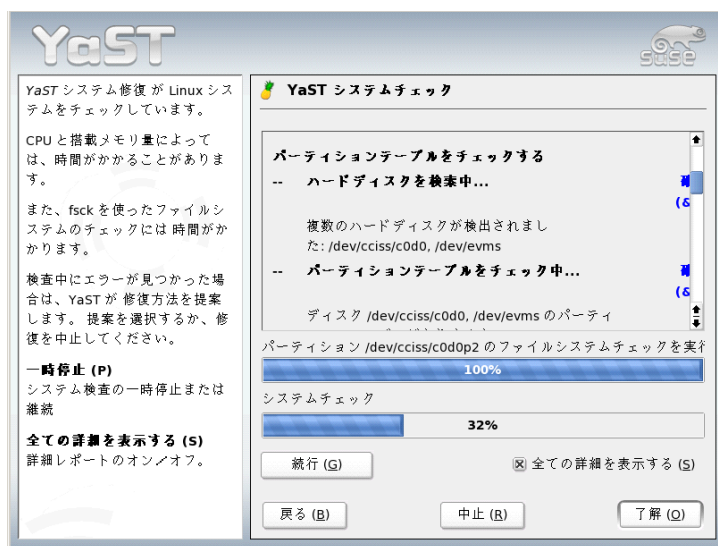 YaST
SUSE
YaST システム修復 が Linux シス
テムをチェックしています。
CPU と搭載メモリ量によって
は、時間がかかることがありま
す。
また、fsck を使ったファイルシ
ステムのチェックには 時間がか
かります。
検査中にエラーが見つかった場
合は、YaST が 修復方法を提案
します。 提案を選択するか、修
復を中止してください。
一時停止 (P)
システム検査の一時停止または
継続
全ての詳細を表示する (S)
詳細レポートのオン／オフ。
YaST システムチェック
パーティションテーブルをチェックする
-- ハードディスクを検索中...
(&
複数のハードディスクが検出されまし
た: /dev/cciss/c0d0, /dev/evms
-- パーティションテーブルをチェック中...
(&
ディスク /dev/cciss/c0d0, /dev/evms のパーティ
パーティション /dev/cciss/c0d0p2 のファイルシステムチェックを実行
100%
システムチェック
32%
続行 (G)
全ての詳細を表示する (S)
戻る (B)
中止 (R)
了解 (O)